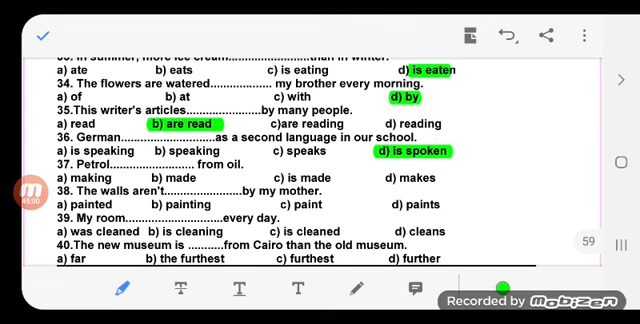 35. In summer, more ice cream........................than in winter.
a) ate b) eats c) is eating d) is eaten
34. The flowers are watered.................. my brother every morning.
a) of b) at c) with d) by
35.This writer's articles......................by many people.
a) read b) are read c)are reading d) reading
36. German............................as a second language in our school.
a) is speaking b) speaking c) speaks d) is spoken
37. Petrol......................... from oil.
a) making b) made c) is made d) makes
38. The walls aren't.......................by my mother.
a) painted b) painting c) paint d) paints
39. My room.............................every day.
a) was cleaned b) is cleaning c) is cleaned d) cleans
40.The new museum is ...........from Cairo than the old museum.
a) far b) the furthest c) furthest d) further
45:00
59
Recorded by Mobizen